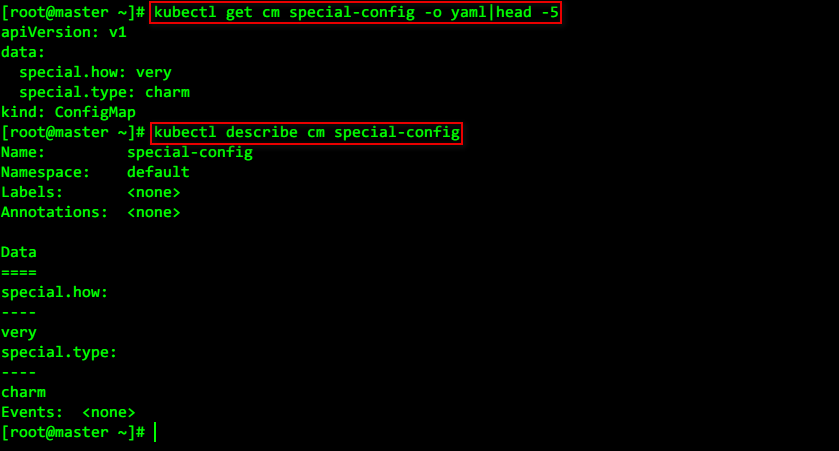 [root@master ~]# kubectl get cm special-config -o yaml|head -5
apiVersion: v1
data:
  special.how: very
  special.type: charm
kind: ConfigMap
[root@master ~]# kubectl describe cm special-config
Name:         special-config
Namespace:    default
Labels:       <none>
Annotations:  <none>

Data
====
special.how:
----
very
special.type:
----
charm
Events:  <none>
[root@master ~]#